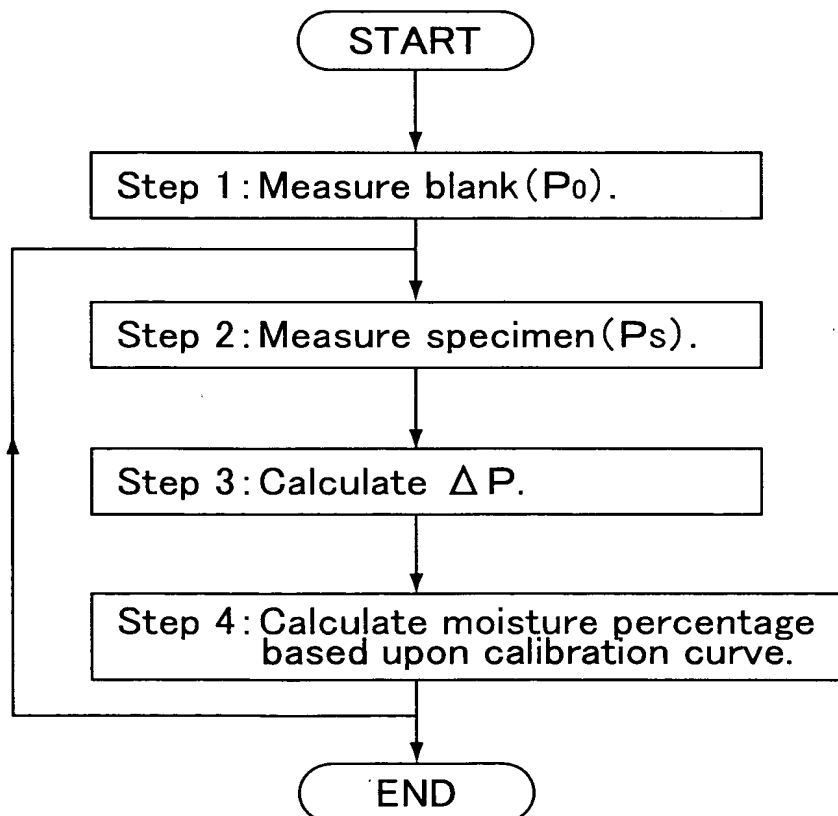 START
Step 1:Measure blank(P0).
Step 2:Measure specimen(Ps).
Step 3:Calculate ΔP.
Step 4:Calculate moisture percentage
based upon calibration curve.
END